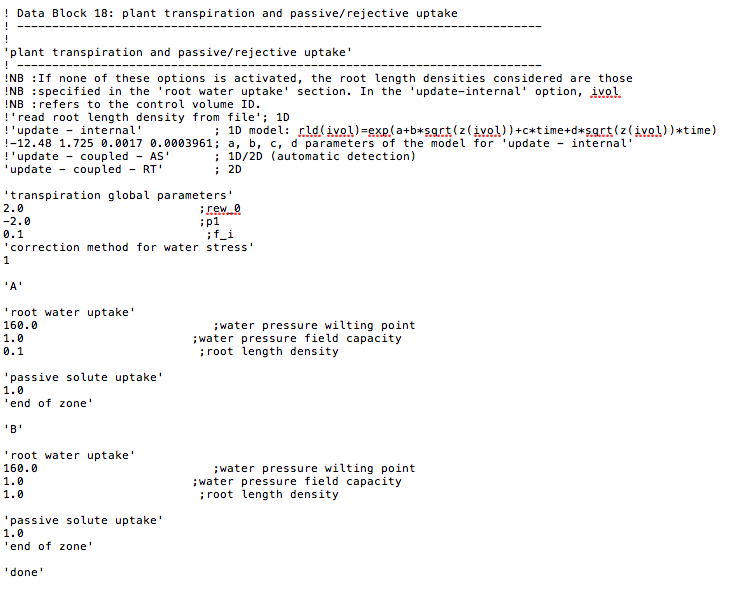 ! Data Block 18: plant transpiration and passive/rejective uptake
! ---------------------------------------------------------------------------
!
'plant transpiration and passive/rejective uptake'
! ---------------------------------------------------------------------------
!NB :If none of these options is activated, the root length densities considered are those
!NB :specified in the 'root water uptake' section. In the 'update-internal' option, ivol
!NB :refers to the control volume ID.
!'read root length density from file'; 1D
!'update - internal'          ; 1D model: rld(ivol)=exp(a+b*sqrt(z(ivol))+c*time+d*sqrt(z(ivol))*time)
!-12.48 1.725 0.0017 0.0003961; a, b, c, d parameters of the model for 'update - internal'
!'update - coupled - AS'      ; 1D/2D (automatic detection)
'update - coupled - RT'       ; 2D
'transpiration global parameters'
2.0                         ;rew_0
-2.0                        ;p1
0.1                          ;f_i
'correction method for water stress'
1
'A'
'root water uptake'
160.0                         ;water pressure wilting point
1.0                        ;water pressure field capacity
0.1                         ;root length density
'passive solute uptake'
1.0
'end of zone'
'B'
'root water uptake'
160.0                         ;water pressure wilting point
1.0                        ;water pressure field capacity
1.0                         ;root length density
'passive solute uptake'
1.0
'end of zone'
'done'